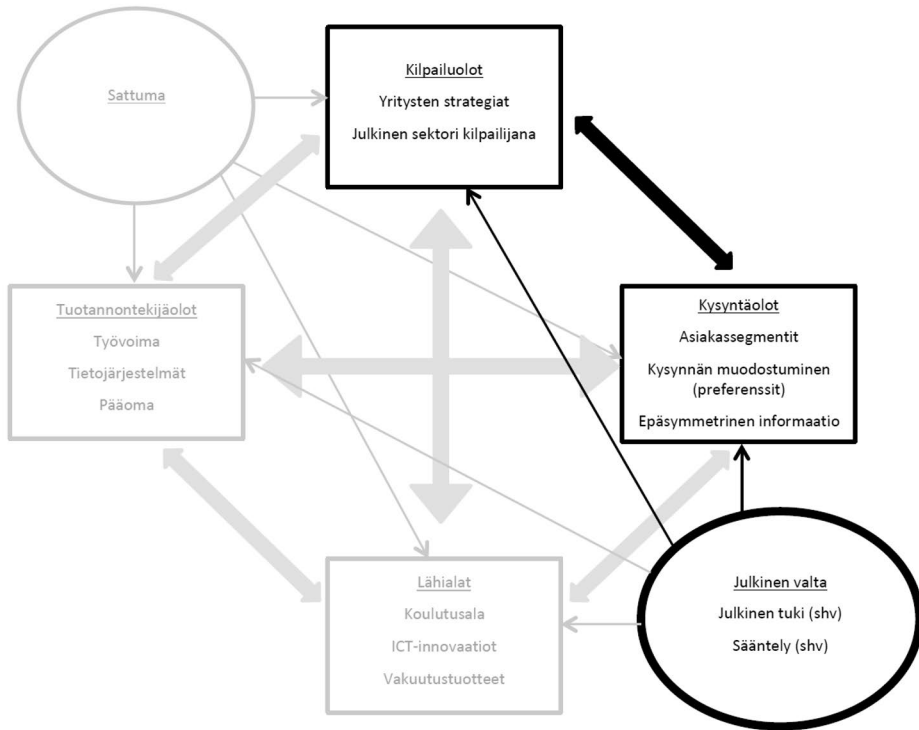 Sattuma
Kilpailuolot
Yritysten strategiat
Julkinen sektori kilpailijana
Tuotannontekijäolot
Työvoima
Tietojärjestelmät
Pääoma
Kysyntäolot
Asiakassegmentit
Kysynnän muodostuminen
(preferenssit)
Epäsymmetrinen informaatio
Lähialat
Koulutusala
ICT-innovaatiot
Vakuutustuotteet
Julkinen valta
Julkinen tuki (shv)
Sääntely (shv)